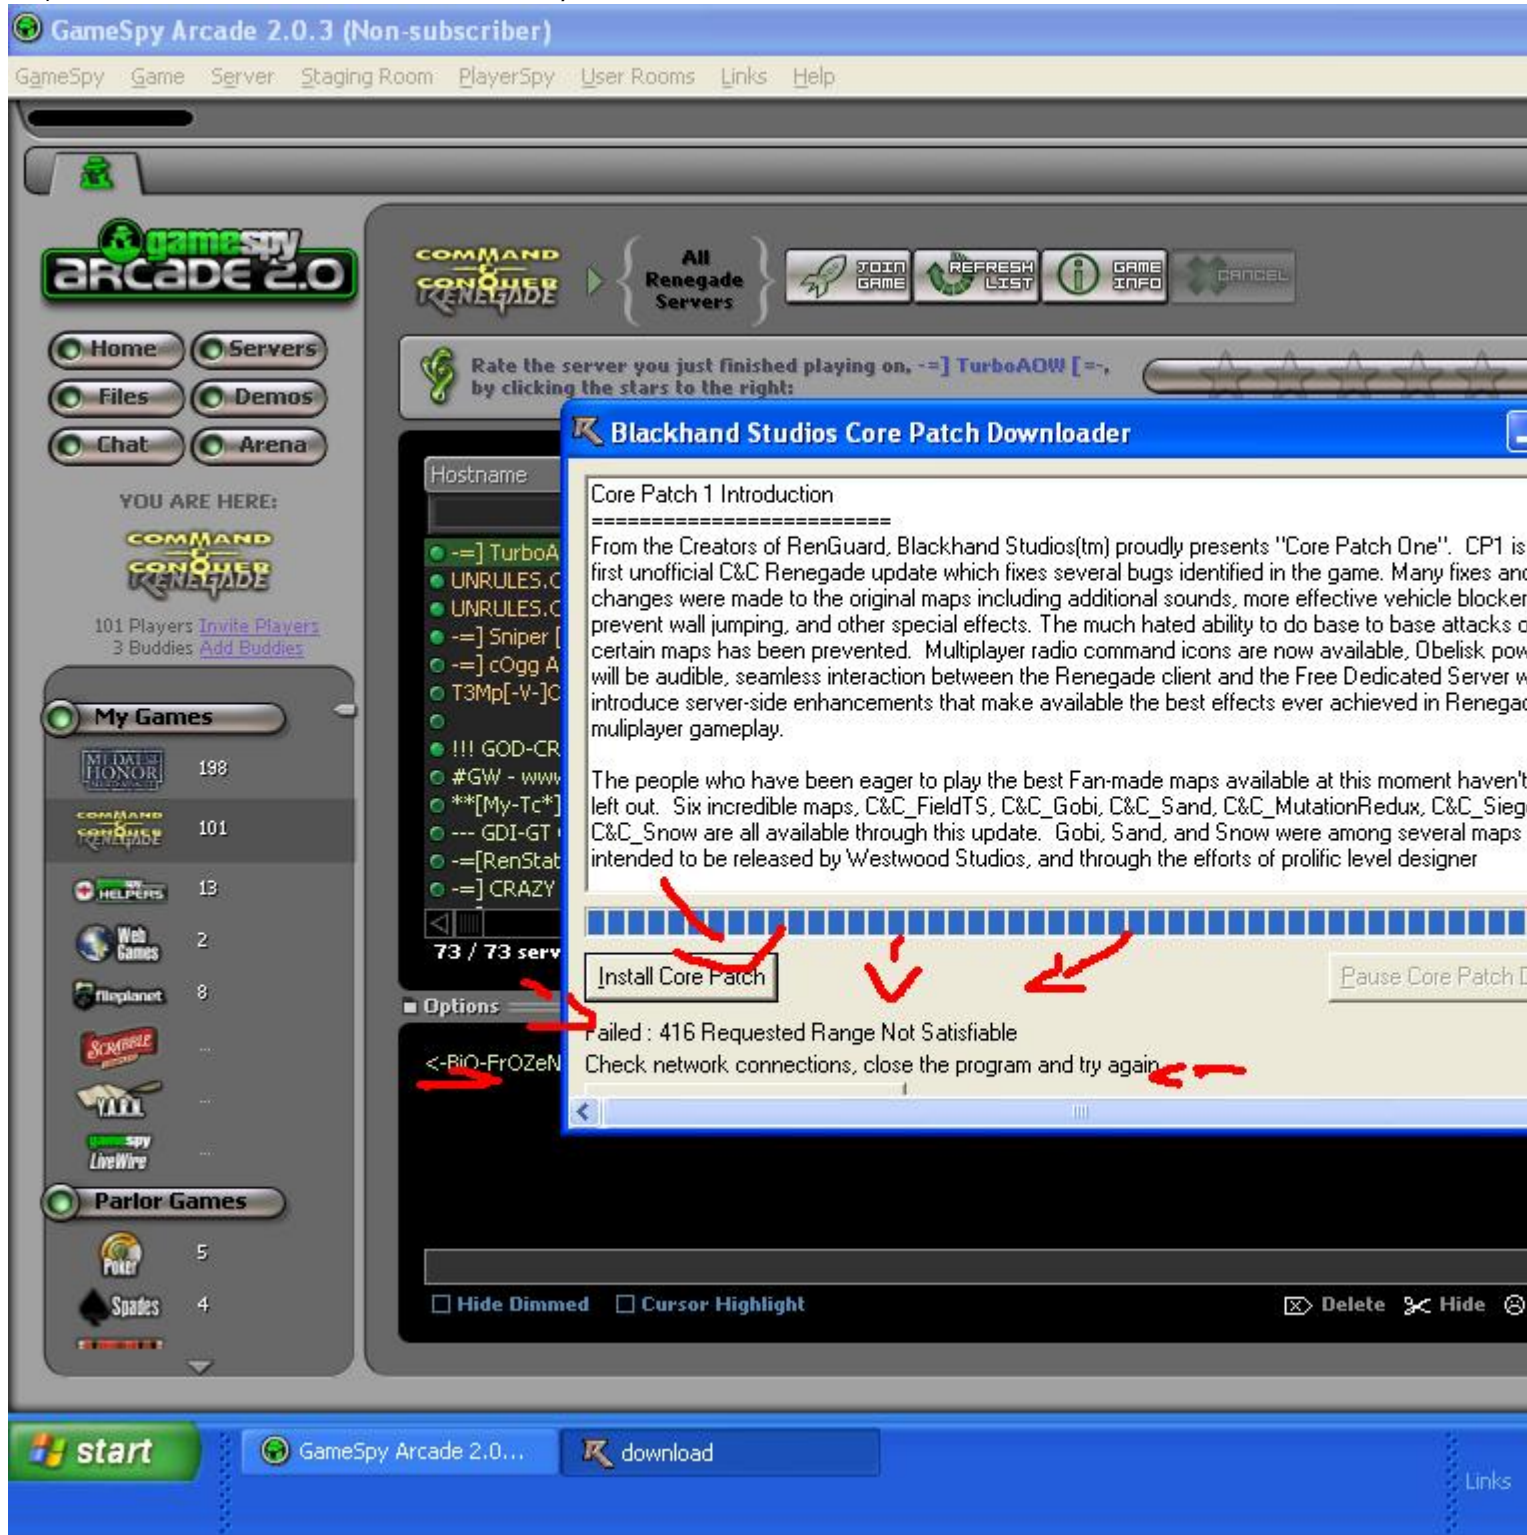 GameSpy Arcade 2.0.3 (Non-subscriber)
GameSpy Game Server Staging Room PlayerSpy User Rooms Links Help
gamespy
ARCADE 2.0
Home Servers
Files Demos
Chat Arena
YOU ARE HERE:
COMMAND
&
CONQUER
RENEGADE
101 Players Invite Players
3 Buddies Add Buddies
My Games
MEDAL OF
HONOR
198
COMMAND
CONQUER
RENEGADE
101
SPY
HELPERS
13
Web
Games
2
fileplanet
8
SCRABBLE
...
YARN
...
gamespy
LiveWire
...
Parlor Games
Poker
5
Spades
4
COMMAND
&
CONQUER
RENEGADE
All
Renegade
Servers
JOIN
GAME
REFRESH
LIST
GAME
INFO
CANCEL
Rate the server you just finished playing on, -=] TurboAOW [=-,
by clicking the stars to the right:
Hostname
-=] TurboA
UNRULES.C
UNRULES.C
-=] Sniper [
-=] cOgg A
T3Mp[-V-]C
!!! GOD-CR
#GW - www
**[My-Tc*]
--- GDI-GT
-=[RenStat
-=] CRAZY
73 / 73 serv
Options
<-BiO-FrOZeN
Blackhand Studios Core Patch Downloader
Core Patch 1 Introduction
=========================
From the Creators of RenGuard, Blackhand Studios(tm) proudly presents "Core Patch One". CP1 is
first unofficial C&C Renegade update which fixes several bugs identified in the game. Many fixes and
changes were made to the original maps including additional sounds, more effective vehicle blocker
prevent wall jumping, and other special effects. The much hated ability to do base to base attacks o
certain maps has been prevented. Multiplayer radio command icons are now available, Obelisk pow
will be audible, seamless interaction between the Renegade client and the Free Dedicated Server w
introduce server-side enhancements that make available the best effects ever achieved in Renegad
muliplayer gameplay.
The people who have been eager to play the best Fan-made maps available at this moment haven't
left out. Six incredible maps, C&C_FieldTS, C&C_Gobi, C&C_Sand, C&C_MutationRedux, C&C_Sieg
C&C_Snow are all available through this update. Gobi, Sand, and Snow were among several maps
intended to be released by Westwood Studios, and through the efforts of prolific level designer
Install Core Patch
Pause Core Patch D
Failed : 416 Requested Range Not Satisfiable
Check network connections, close the program and try again
Hide Dimmed Cursor Highlight
Delete Hide
start
GameSpy Arcade 2.0...
download
Links